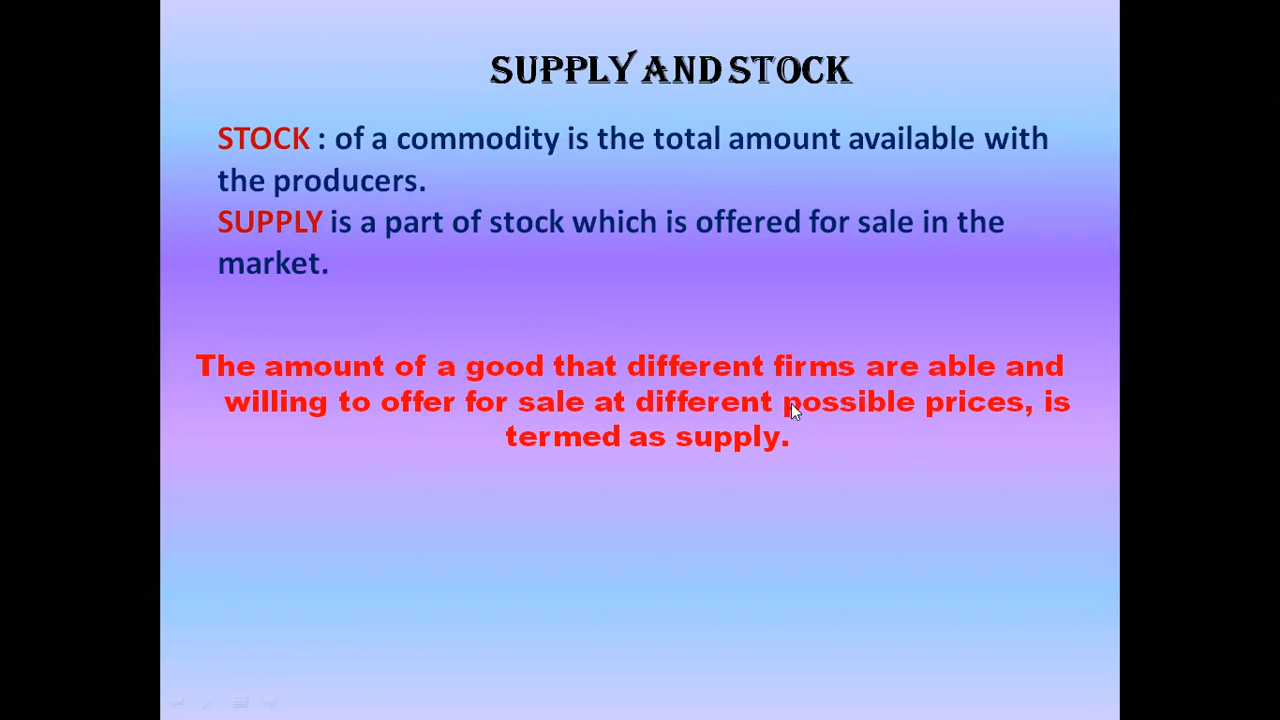 SUPPLY AND STOCK
STOCK : of a commodity is the total amount available with
the producers.
SUPPLY is a part of stock which is offered for sale in the
market.
The amount of a good that different firms are able and
willing to offer for sale at different possible prices, is
termed as supply.